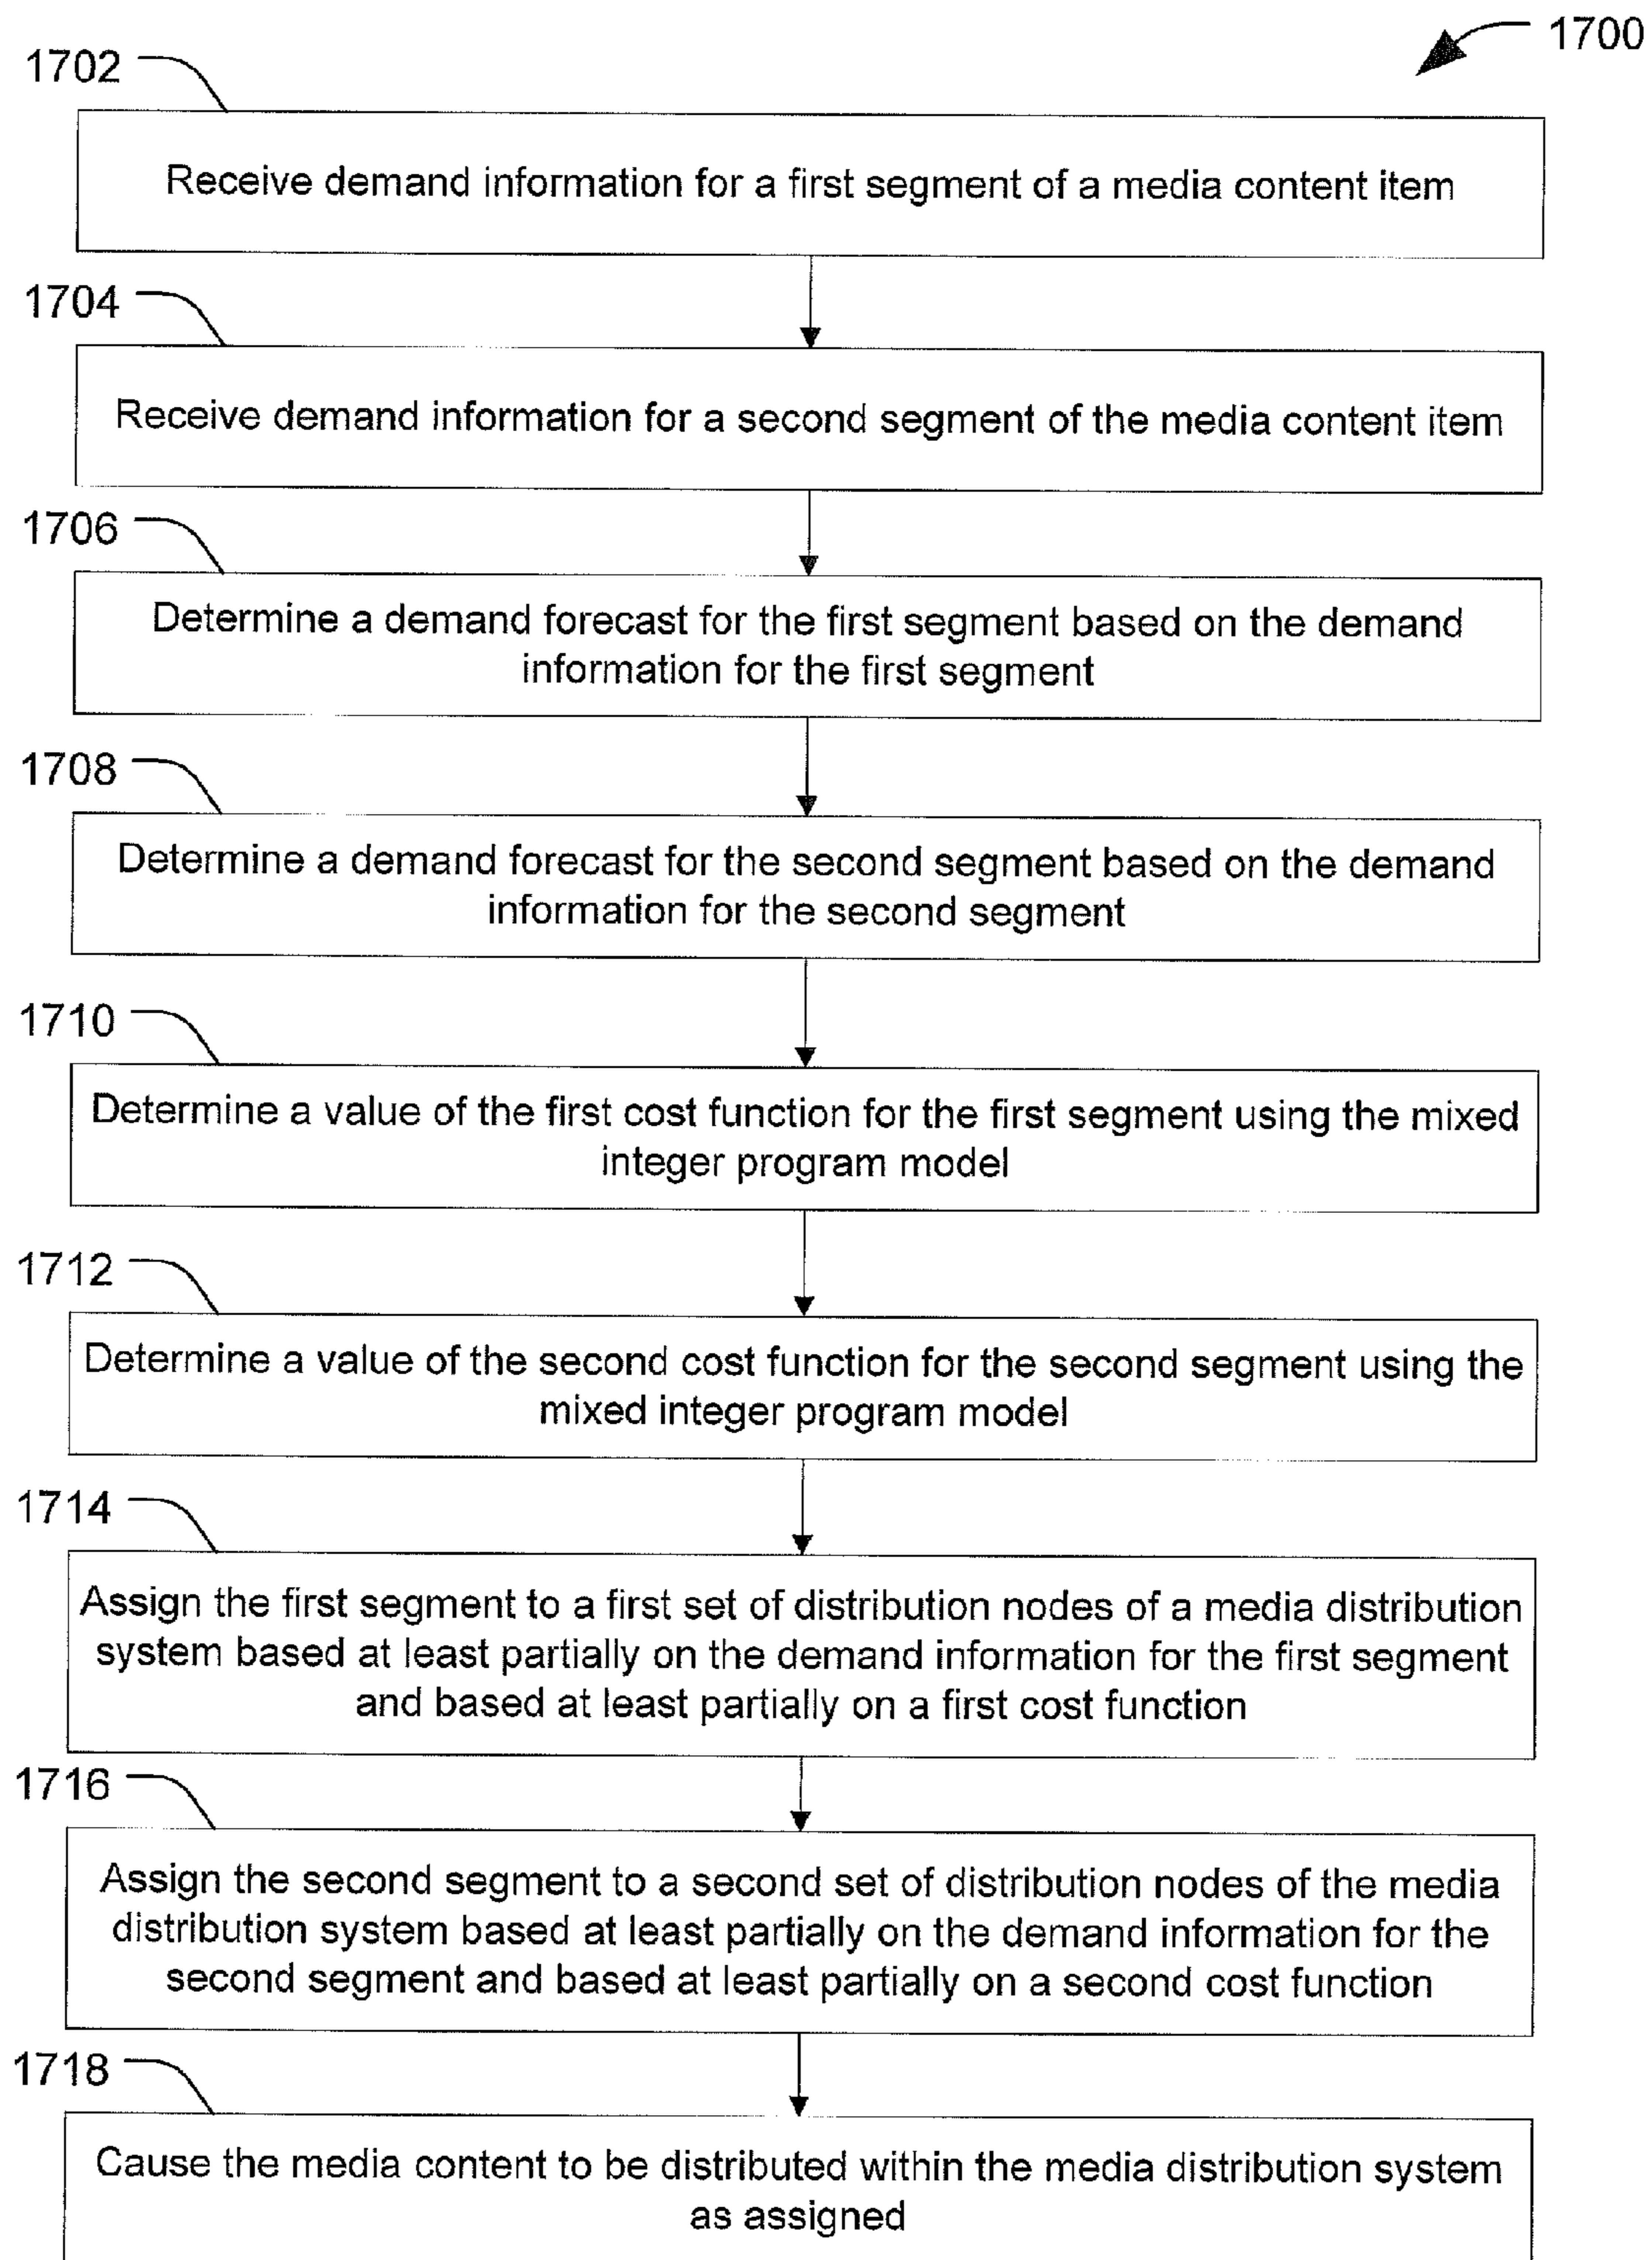 1700
1702
Receive demand information for a first segment of a media content item
1704
Receive demand information for a second segment of the media content item
1706
Determine a demand forecast for the first segment based on the demand
information for the first segment
1708
Determine a demand forecast for the second segment based on the demand
information for the second segment
1710
Determine a value of the first cost function for the first segment using the mixed
integer program model
1712
Determine a value of the second cost function for the second segment using the
mixed integer program model
1714
Assign the first segment to a first set of distribution nodes of a media distribution
system based at least partially on the demand information for the first segment
and based at least partially on a first cost function
1716
Assign the second segment to a second set of distribution nodes of the media
distribution system based at least partially on the demand information for the
second segment and based at least partially on a second cost function
1718
Cause the media content to be distributed within the media distribution system
as assigned